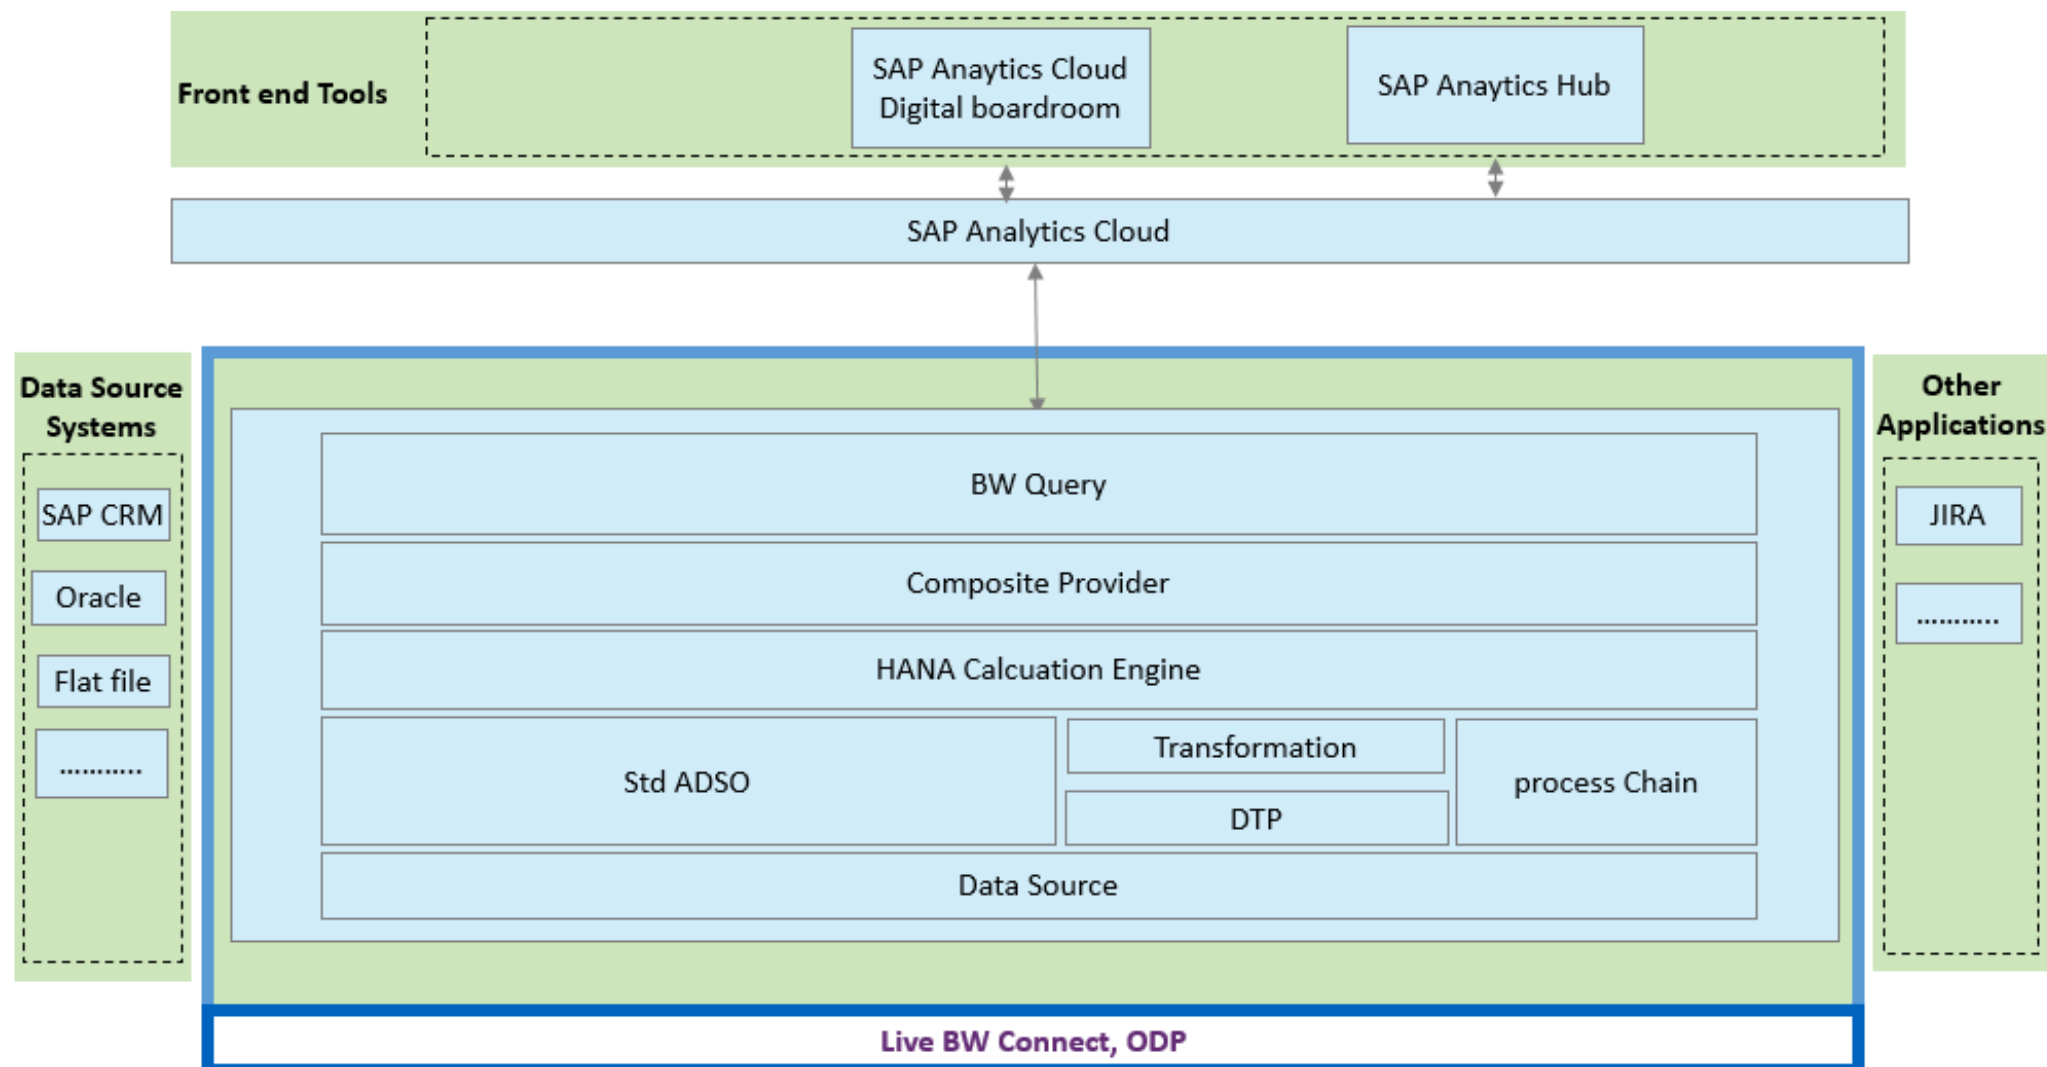 Front end Tools
SAP Anaytics Cloud
Digital boardroom
SAP Anaytics Hub
SAP Analytics Cloud
Data Source
Systems
SAP CRM
Oracle
Flat file
………..
BW Query
Composite Provider
HANA Calcuation Engine
Std ADSO
Transformation
DTP
process Chain
Data Source
Other
Applications
JIRA
………..
Live BW Connect, ODP